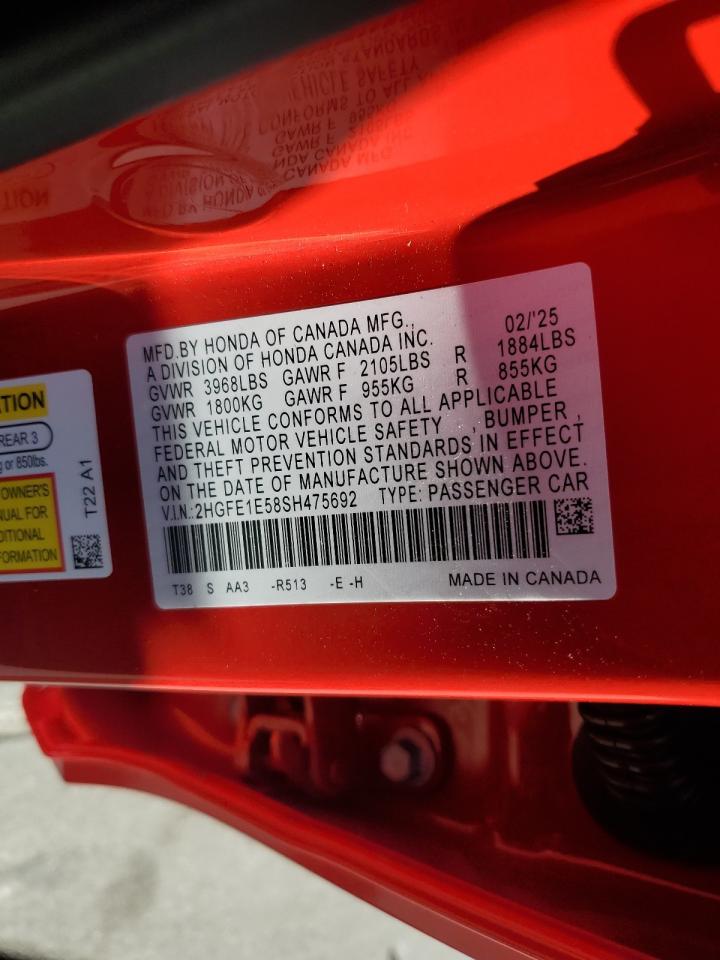 MFD.BY HONDA OF CANADA MFG., 02/'25
A DIVISION OF HONDA CANADA INC.
GVWR 3968LBS GAWR F 2105LBS R 1884LBS
GVWR 1800KG GAWR F 955KG R 855KG
THIS VEHICLE CONFORMS TO ALL APPLICABLE
FEDERAL MOTOR VEHICLE SAFETY , BUMPER ,
AND THEFT PREVENTION STANDARDS IN EFFECT
ON THE DATE OF MANUFACTURE SHOWN ABOVE.
V.I.N.:2HGFE1E58SH475692 TYPE: PASSENGER CAR
T38 S AA3 -R513 -E -H MADE IN CANADA
REAR 3
or 850lbs.
OWNER'S
FOR
T22 A1